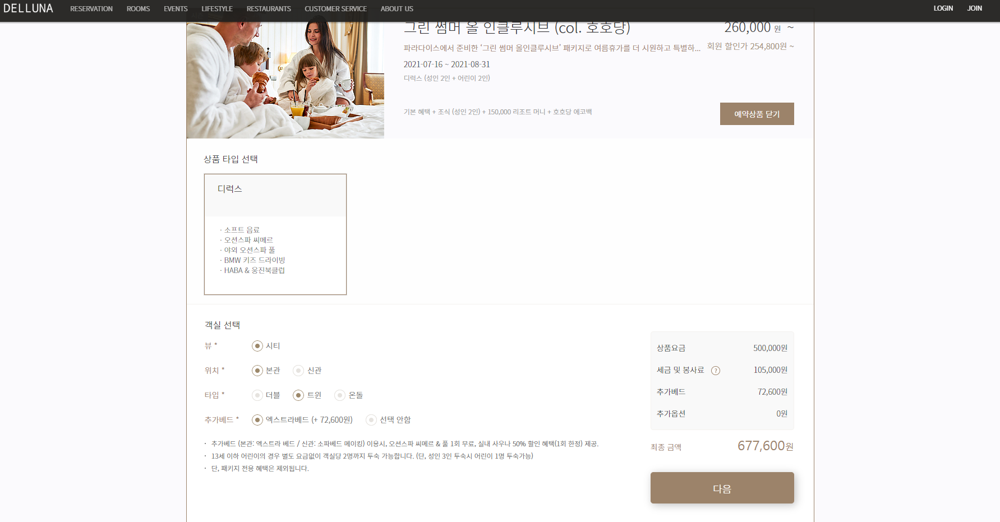 DELLUNA
RESERVATION ROOMS EVENTS LIFESTYLE RESTAURANTS CUSTOMER SERVICE ABOUT US LOGIN JOIN
그린 썸머 올 인클루시브 (col. 호호당)
260,000 원 ~
파라다이스에서 준비한 ‘그린 썸머 올인클루시브’ 패키지로 여름휴가를 더 시원하고 특별하...
회원 할인가 254,800원 ~
2021-07-16 ~ 2021-08-31
디럭스 (성인 2인 + 어린이 2인)
기본 혜택 + 조식 (성인 2인) + 150,000 리조트 머니 + 호호당 에코백
예약상품 닫기
상품 타입 선택
디럭스
· 소프트 음료
· 오션스파 씨메르
· 야외 오션스파 풀
· BMW 키즈 드라이빙
· HABA & 웅진북클럽
객실 선택
뷰 * 시티
위치 * 본관 신관
타입 * 더블 트윈 온돌
추가베드 * 엑스트라베드 (+ 72,600원) 선택 안함
· 추가베드 (본관: 엑스트라 베드 / 신관: 소파베드 메이킹) 이용시, 오션스파 씨메르 & 풀 1회 무료, 실내 사우나 50% 할인 혜택(1회 한정) 제공.
· 13세 이하 어린이의 경우 별도 요금없이 객실당 2명까지 투숙 가능합니다. (단, 성인 3인 투숙시 어린이 1명 투숙가능)
· 단, 패키지 전용 혜택은 제외됩니다.
상품요금 500,000원
세금 및 봉사료 ? 105,000원
추가베드 72,600원
추가옵션 0원
최종 금액 677,600원
다음